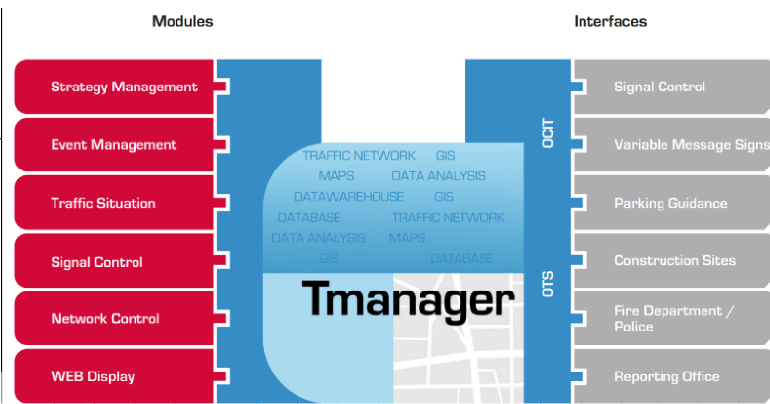 Modules
Interfaces
Strategy Management
Event Management
Traffic Situation
Signal Control
Network Control
WEB Display
TRAFFIC NETWORK GIS
MAPS DATA ANALYSIS
DATAWAREHOUSE GIS
DATABASE TRAFFIC NETWORK
DATA ANALYSIS MAPS
GIS DATABASE
Tmanager
OCIT
OTS
Signal Control
Variable Message Signs
Parking Guidance
Construction Sites
Fire Department /
Police
Reporting Office